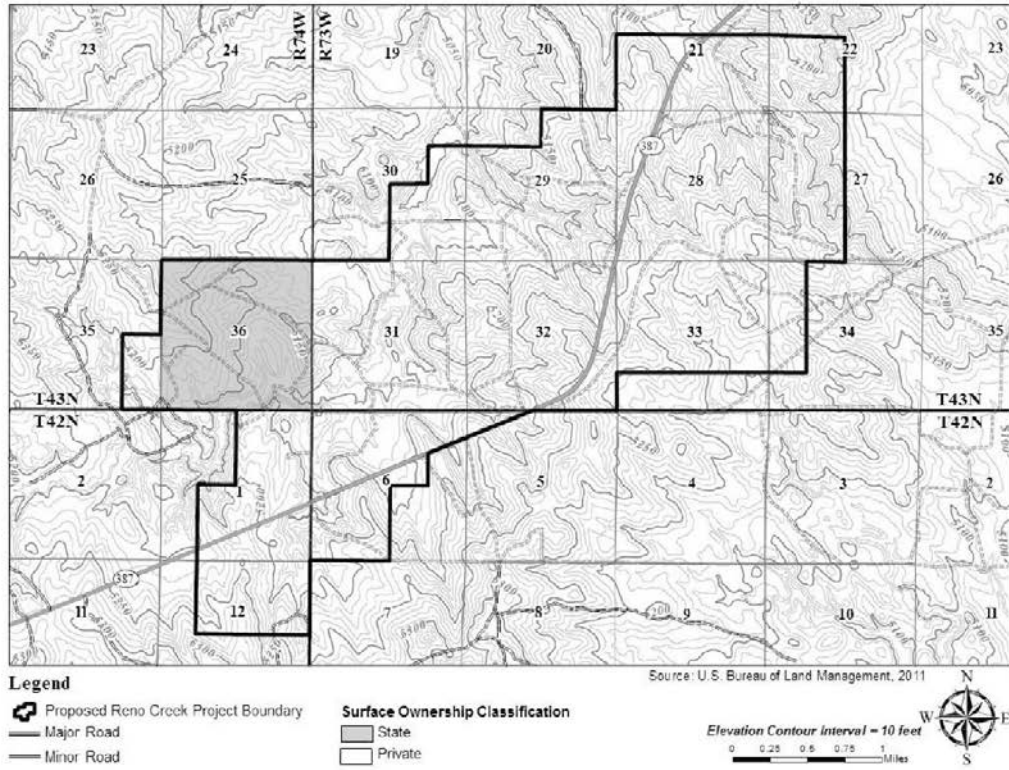 23 24 R74W R73W 19 20 21 22 23
387
26 25 30 29 28 27 26
5200
35 36 31 32 33 34 35
T43N T43N
T42N T42N
2 1 6 5 4 3 2
387
11 12 7 8 9 10 11
Source: U.S. Bureau of Land Management, 2011
Legend
Proposed Reno Creek Project Boundary
Major Road
Minor Road
Surface Ownership Classification
State
Private
Elevation Contour Interval = 10 feet
0 0.25 0.5 0.75 1
Miles
N
W E
S